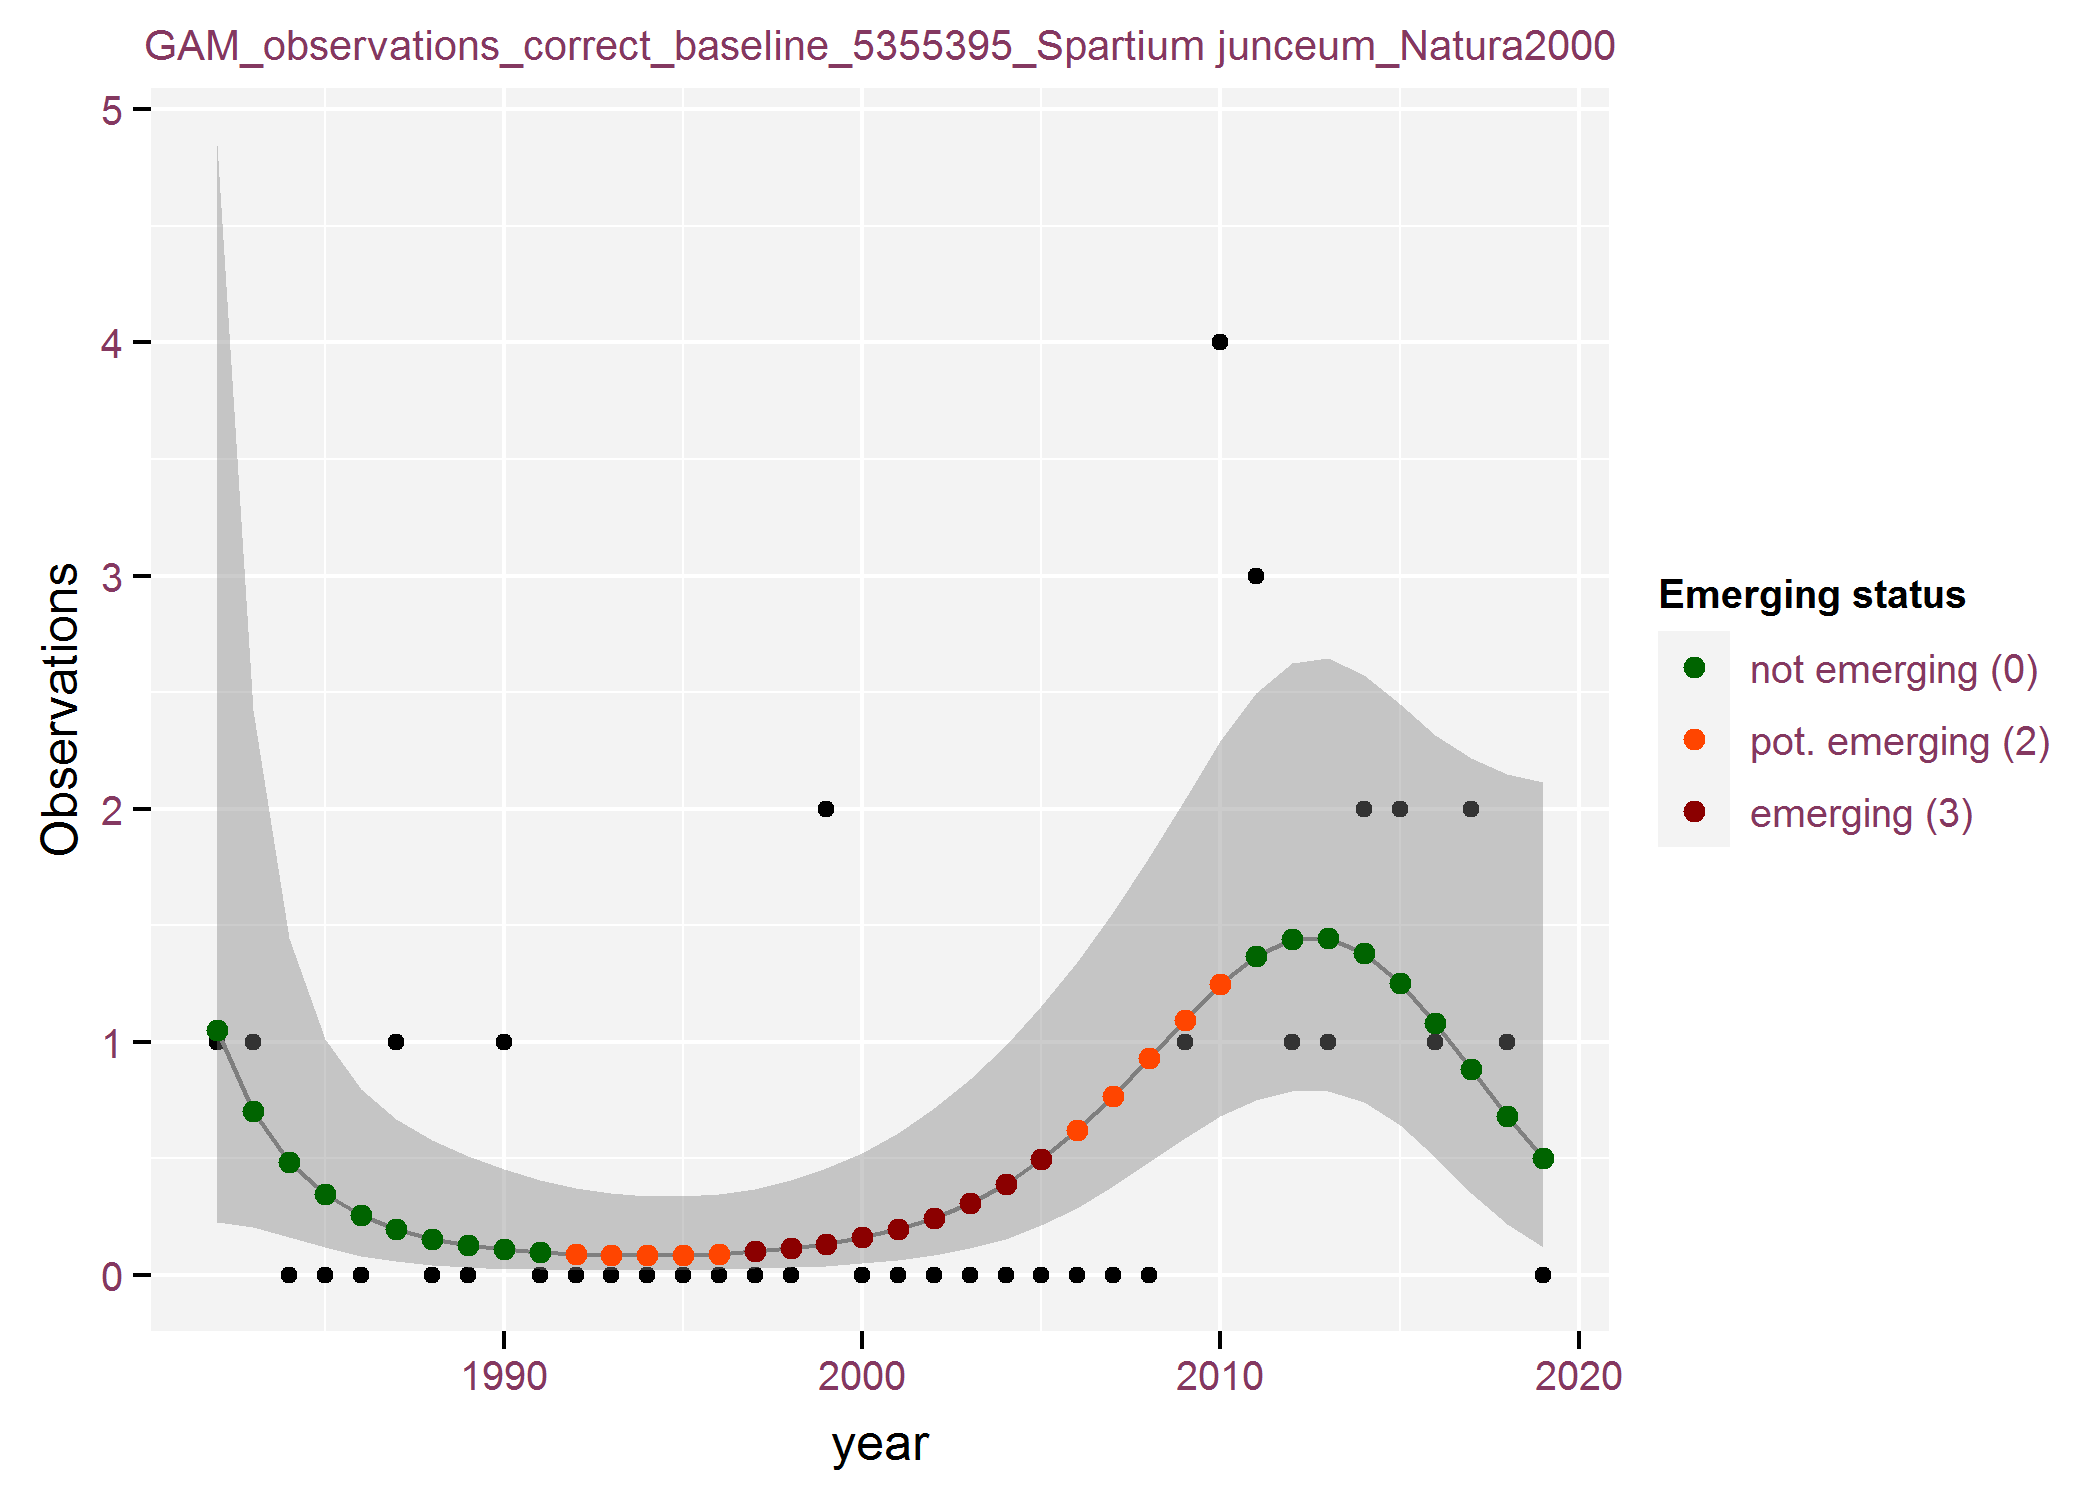 GAM_observations_correct_baseline_5355395_Spartium junceum_Natura2000
5
4
3
2
1
0
Observations
1990
2000
2010
2020
year
Emerging status
not emerging (0)
pot. emerging (2)
emerging (3)